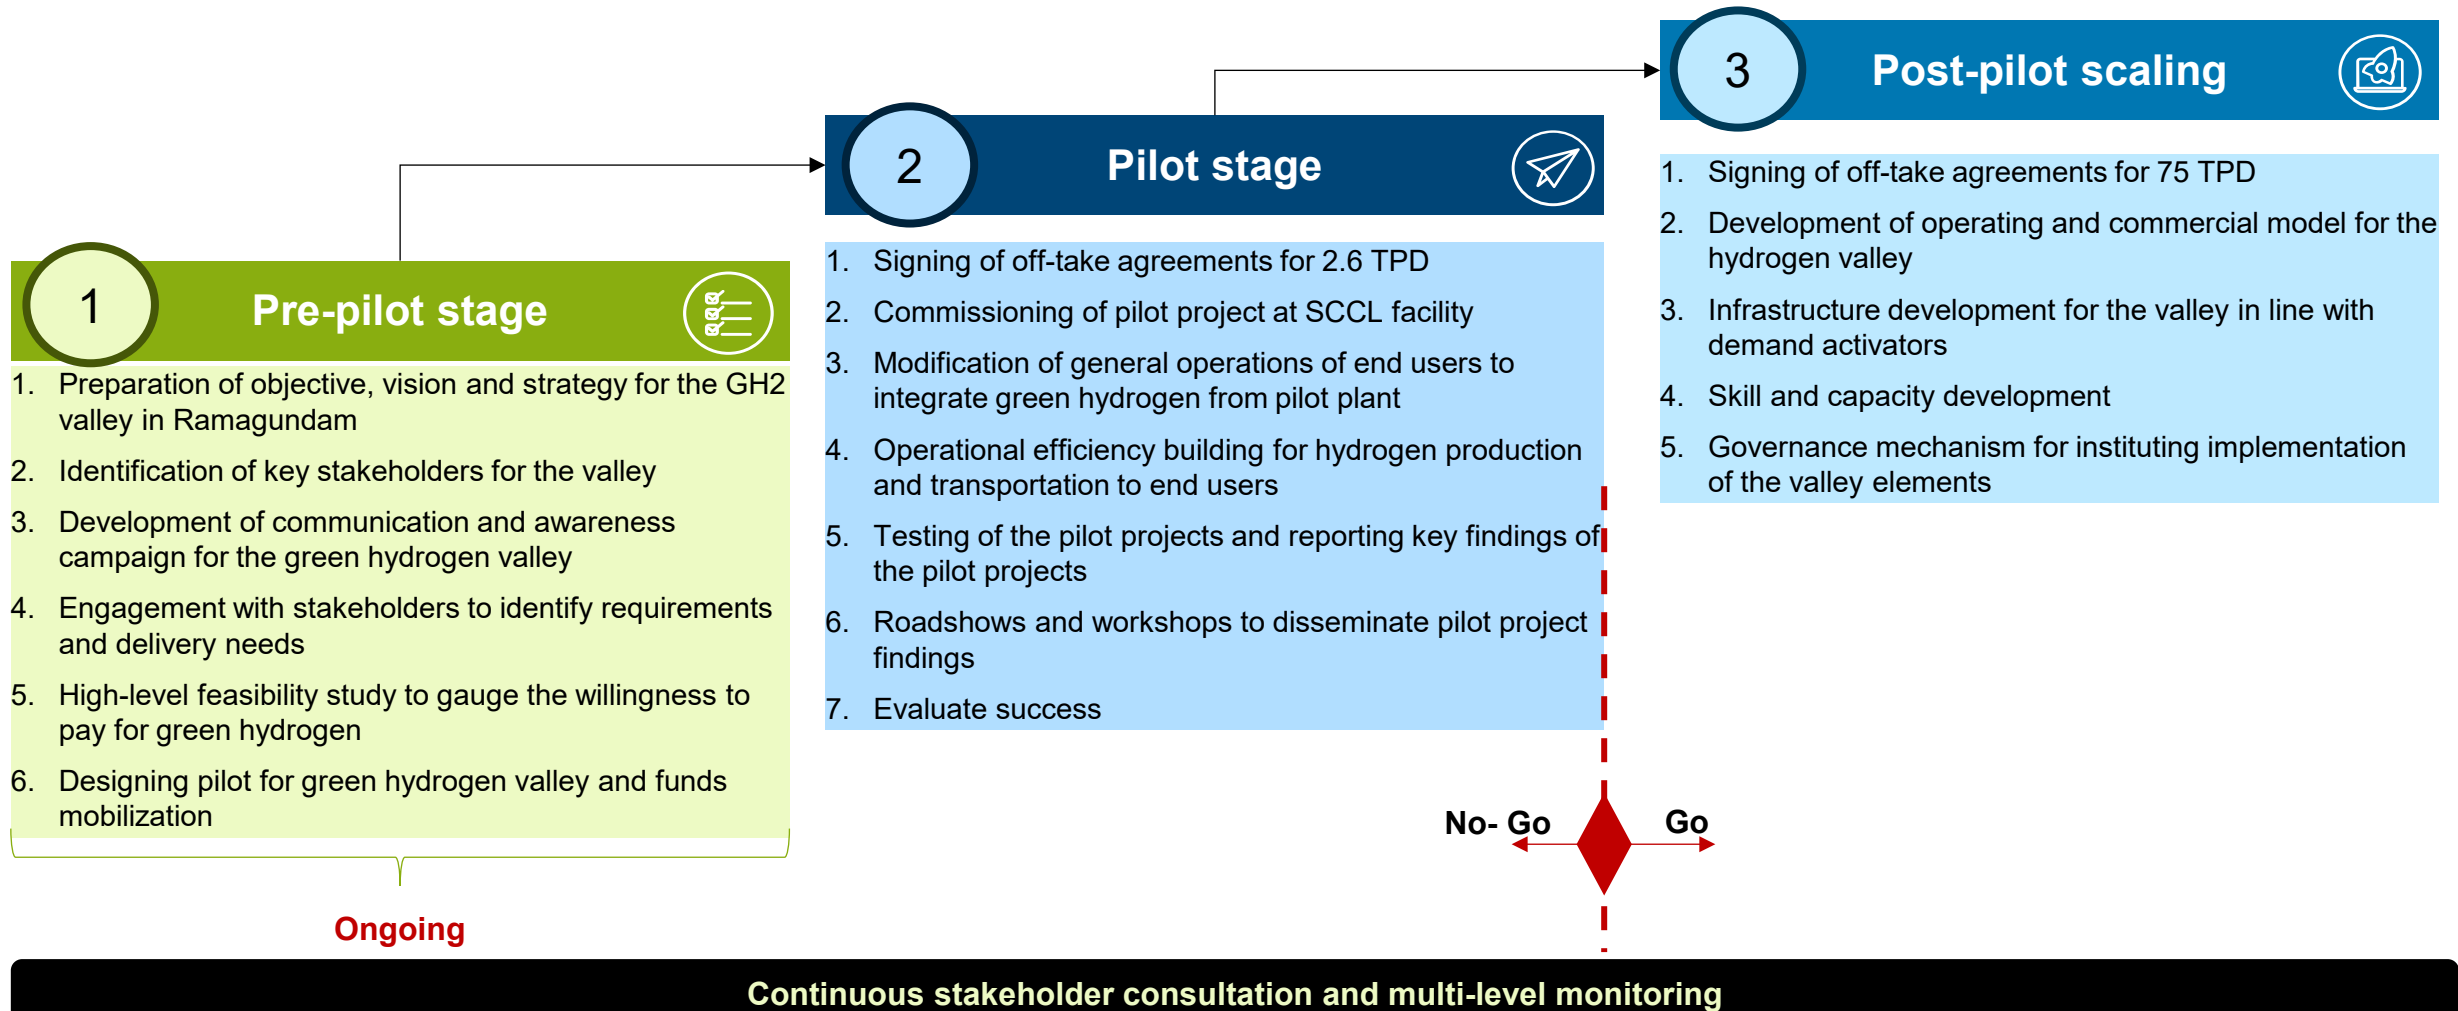 1
Pre-pilot stage
1. Preparation of objective, vision and strategy for the GH2
valley in Ramagundam
2. Identification of key stakeholders for the valley
3. Development of communication and awareness
campaign for the green hydrogen valley
4. Engagement with stakeholders to identify requirements
and delivery needs
5. High-level feasibility study to gauge the willingness to
pay for green hydrogen
6. Designing pilot for green hydrogen valley and funds
mobilization
Ongoing
2
Pilot stage
1. Signing of off-take agreements for 2.6 TPD
2. Commissioning of pilot project at SCCL facility
3. Modification of general operations of end users to
integrate green hydrogen from pilot plant
4. Operational efficiency building for hydrogen production
and transportation to end users
5. Testing of the pilot projects and reporting key findings of
the pilot projects
6. Roadshows and workshops to disseminate pilot project
findings
7. Evaluate success
No- Go
Go
3
Post-pilot scaling
1. Signing of off-take agreements for 75 TPD
2. Development of operating and commercial model for the
hydrogen valley
3. Infrastructure development for the valley in line with
demand activators
4. Skill and capacity development
5. Governance mechanism for instituting implementation
of the valley elements
Continuous stakeholder consultation and multi-level monitoring